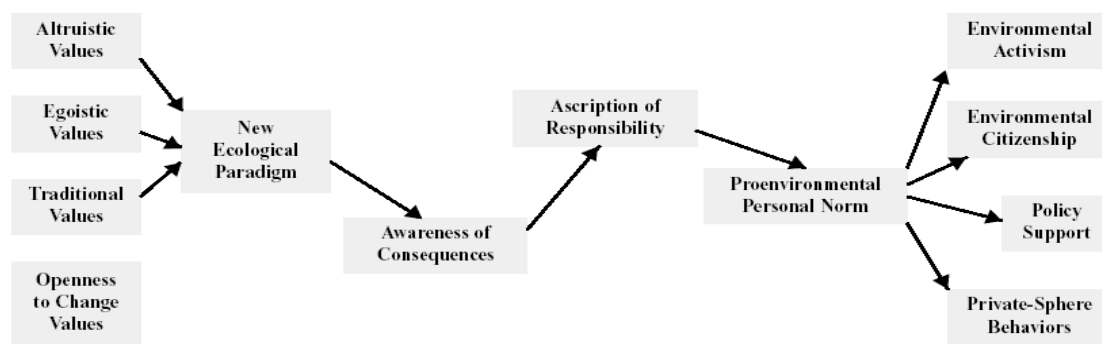 Altruistic
Values
Egoistic
Values
Traditional
Values
Openness
to Change
Values
New
Ecological
Paradigm
Awareness of
Consequences
Ascription of
Responsibility
Proenvironmental
Personal Norm
Environmental
Activism
Environmental
Citizenship
Policy
Support
Private-Sphere
Behaviors